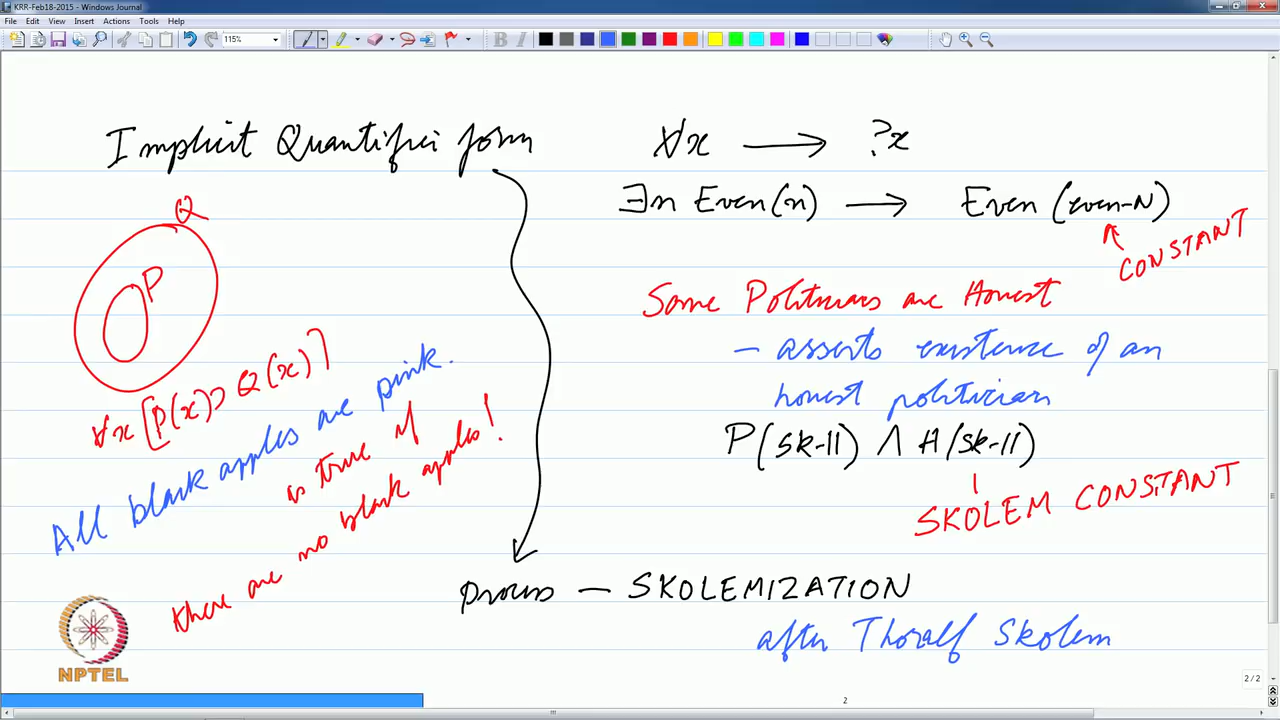 KRR-Feb18-2015 - Windows Journal
File Edit View Insert Actions Tools Help
115%
B I
Implicit Quantifier form
∀x → ?x
∃n Even(n) → Even (even-N)
CONSTANT
Q
P
∀x [P(x) ⊃ Q(x)]
All black apples are pink.
is true if
there are no black apples!
Some Politicians are Honest
– asserts existence of an
honest politician
P(sk-11) ∧ H(sk-11)
SKOLEM CONSTANT
process – SKOLEMIZATION
after Thoralf Skolem
NPTEL
2 / 2
2